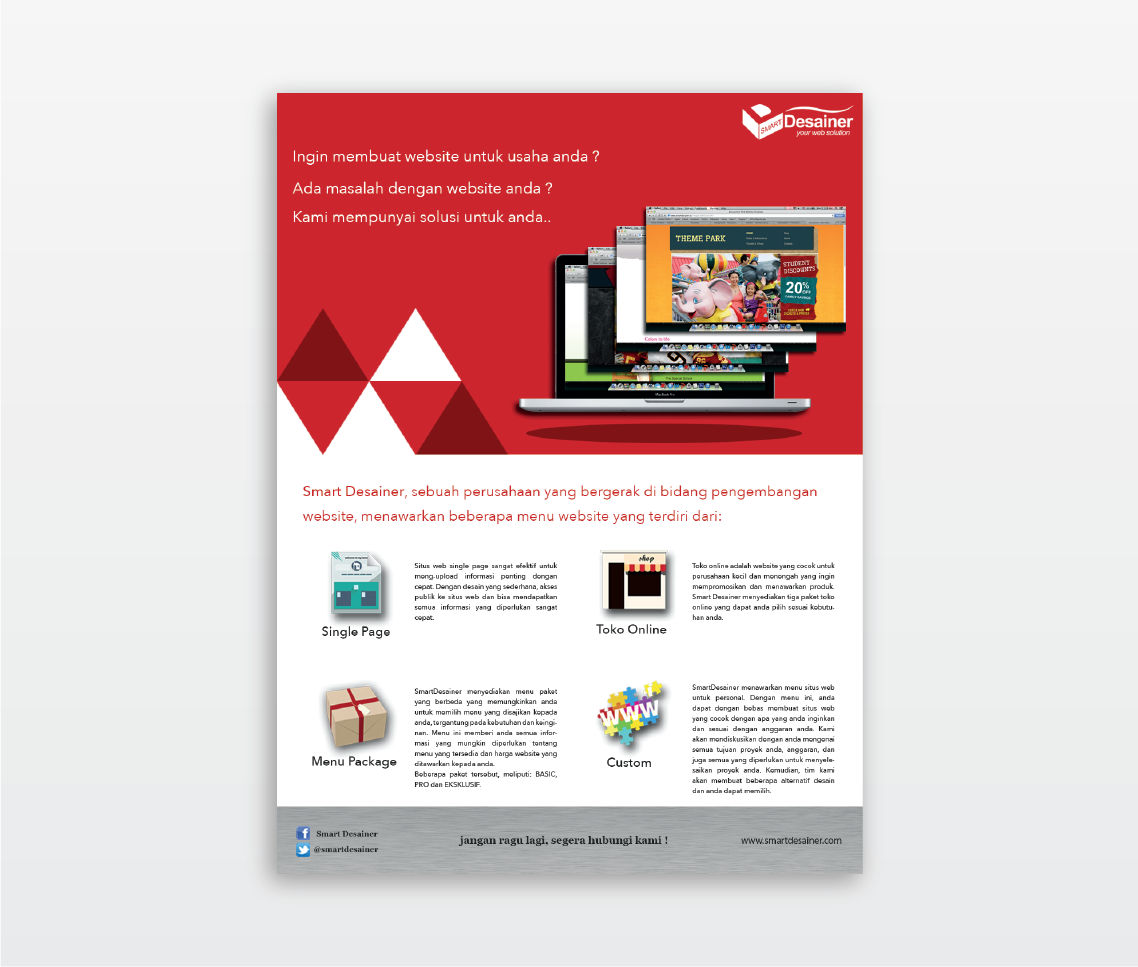 SMART Desainer
your web solution
Ingin membuat website untuk usaha anda ?
Ada masalah dengan website anda ?
Kami mempunyai solusi untuk anda..
THEME PARK
STUDENT
DISCOUNTS
20%
OFF
MacBook Pro
Smart Desainer, sebuah perusahaan yang bergerak di bidang pengembangan
website, menawarkan beberapa menu website yang terdiri dari:
Situs web single page sangat efektif untuk
meng-upload informasi penting dengan
cepat. Dengan desain yang sederhana, akses
publik ke situs web dan bisa mendapatkan
semua informasi yang diperlukan sangat
cepat.
Single Page
shop
Toko online adalah website yang cocok untuk
perusahaan kecil dan menengah yang ingin
mempromosikan dan menawarkan produk.
Smart Desainer menyediakan tiga paket toko
online yang dapat anda pilih sesuai kebutu-
han anda.
Toko Online
SmartDesainer menyediakan menu paket
yang berbeda yang memungkinkan anda
untuk memilih menu yang disajikan kepada
anda, tergantung pada kebutuhan dan keingi-
nan. Menu ini memberi anda semua infor-
masi yang mungkin diperlukan tentang
menu yang tersedia dan harga website yang
ditawarkan kepada anda.
Beberapa paket tersebut, meliputi; BASIC,
PRO dan EKSKLUSIF.
Menu Package
www
SmartDesainer menawarkan menu situs web
untuk personal. Dengan menu ini, anda
dapat dengan bebas membuat situs web
yang cocok dengan apa yang anda inginkan
dan sesuai dengan anggaran anda. Kami
akan mendiskusikan dengan anda mengenai
semua tujuan proyek anda, anggaran, dan
juga semua yang diperlukan untuk menyele-
saikan proyek anda. Kemudian, tim kami
akan membuat beberapa alternatif desain
dan anda dapat memilih.
Custom
Smart Desainer
@smartdesainer
jangan ragu lagi, segera hubungi kami !
www.smartdesainer.com